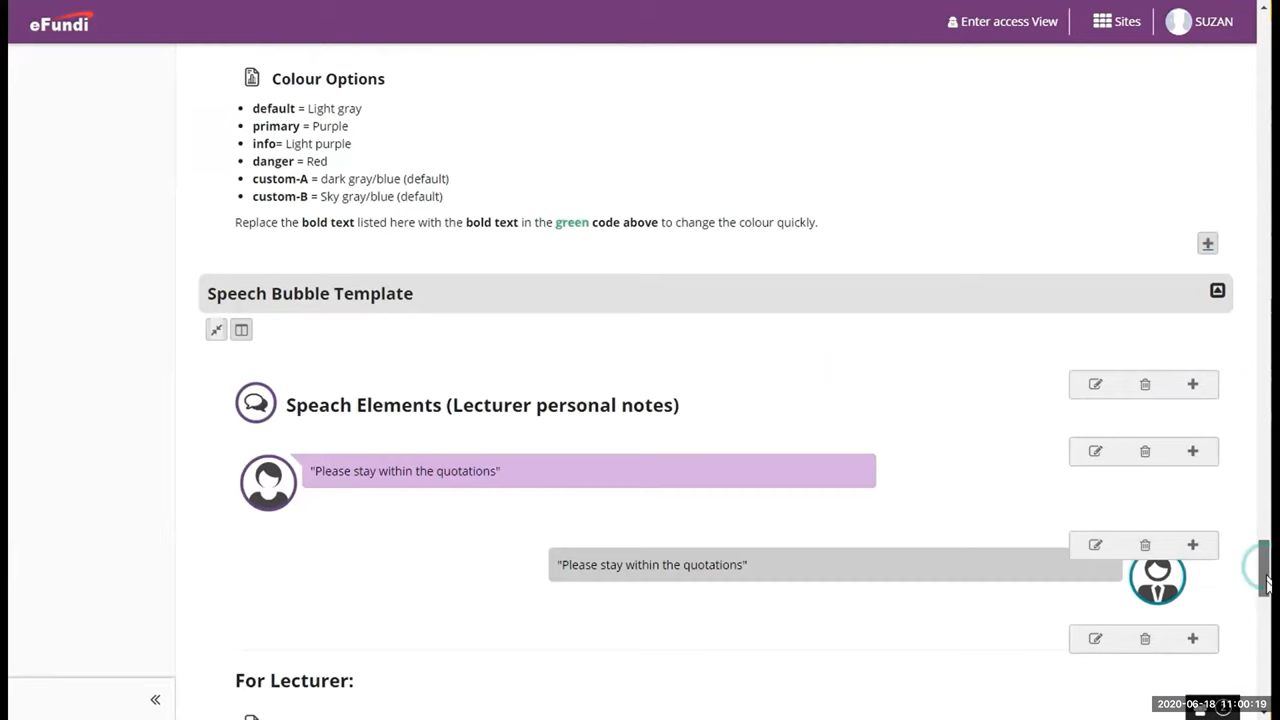 eFundi
Enter access View
Sites
SUZAN
Colour Options
default = Light gray
primary = Purple
info= Light purple
danger = Red
custom-A = dark gray/blue (default)
custom-B = Sky gray/blue (default)
Replace the bold text listed here with the bold text in the green code above to change the colour quickly.
Speech Bubble Template
Speach Elements (Lecturer personal notes)
"Please stay within the quotations"
"Please stay within the quotations"
For Lecturer:
2020-06-18 11:00:19